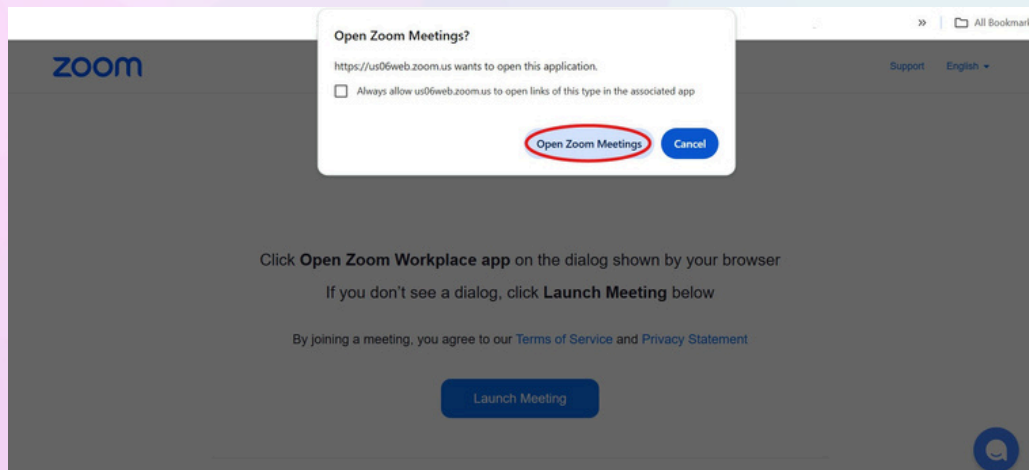 Open Zoom Meetings?
https://us06web.zoom.us wants to open this application.
Always allow us06web.zoom.us to open links of this type in the associated app
Open Zoom Meetings Cancel
» All Bookmark
zoom
Support English
Click Open Zoom Workplace app on the dialog shown by your browser
If you don't see a dialog, click Launch Meeting below
By joining a meeting, you agree to our Terms of Service and Privacy Statement
Launch Meeting